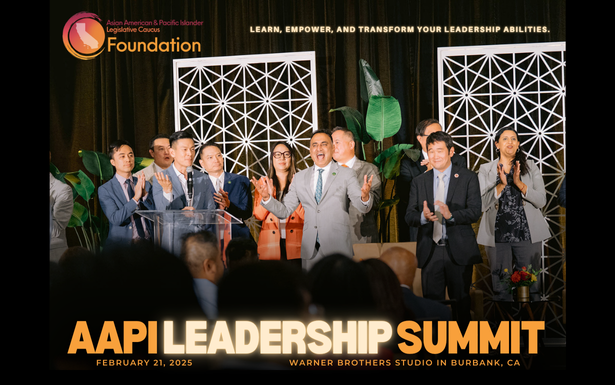 Asian American & Pacific Islander
Legislative Caucus
Foundation
LEARN, EMPOWER, AND TRANSFORM YOUR LEADERSHIP ABILITIES.
AAPI LEADERSHIP SUMMIT
FEBRUARY 21, 2025
WARNER BROTHERS STUDIO IN BURBANK, CA